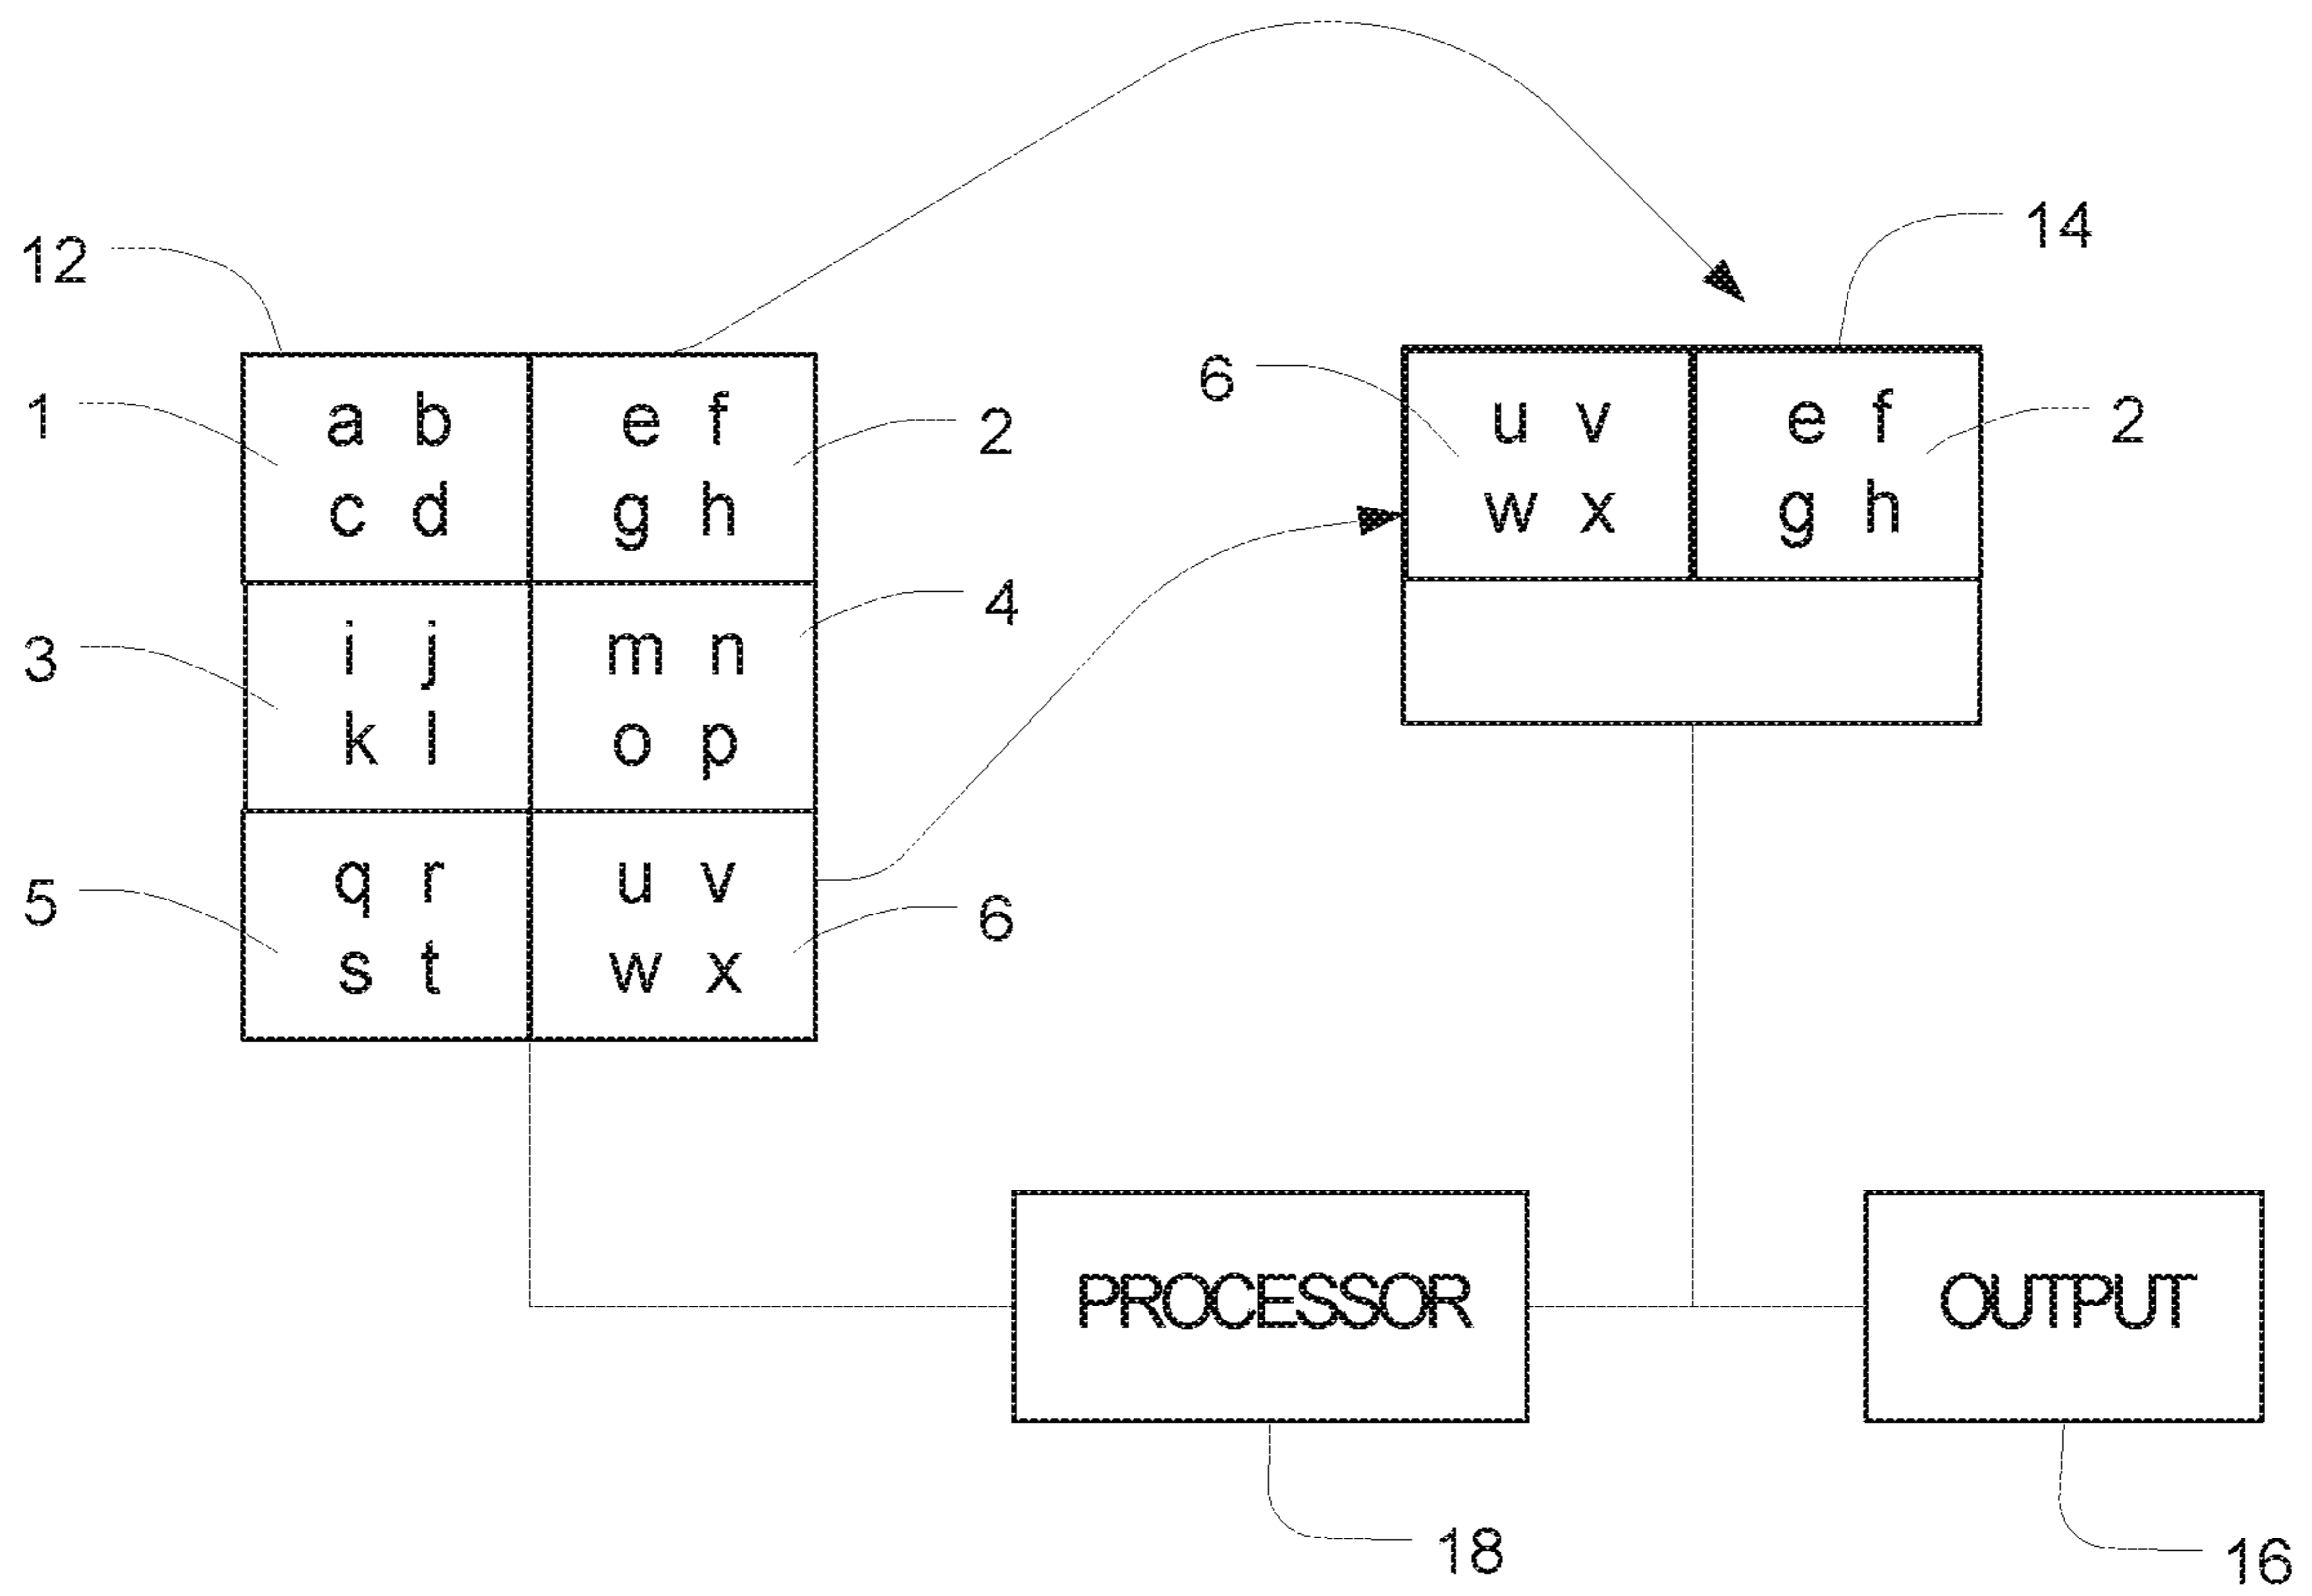 14
12
6
a b
e f
u v
e f
1
2
2
c d
g h
w x
g h
4
i j
m n
3
k l
o p
q r
u v
5
6
s t
w x
PROCESSOR
OUTPUT
18
16